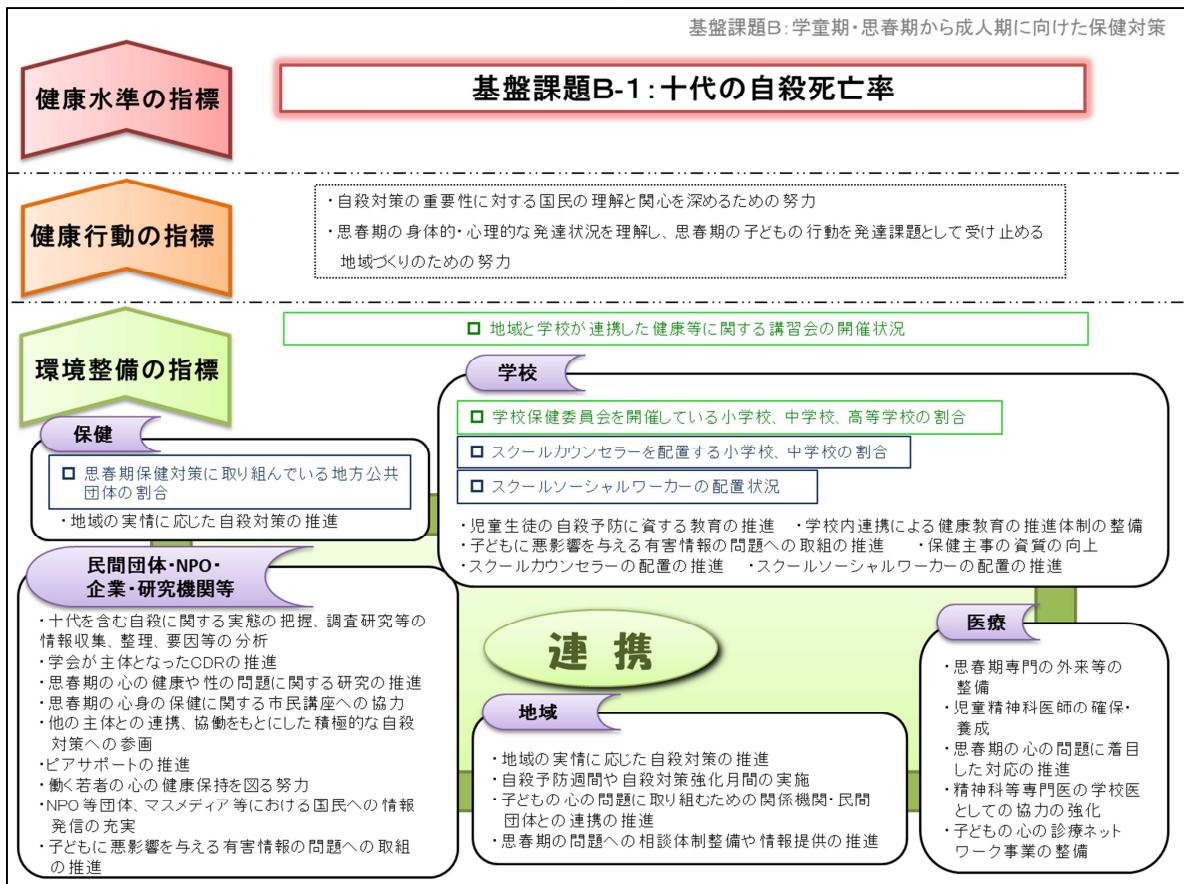 基盤課題B:学童期・思春期から成人期に向けた保健対策
健康水準の指標
基盤課題B-1:十代の自殺死亡率
健康行動の指標
・自殺対策の重要性に対する国民の理解と関心を深めるための努力
・思春期の身体的・心理的な発達状況を理解し、思春期の子どもの行動を発達課題として受け止める
地域づくりのための努力
環境整備の指標
□ 地域と学校が連携した健康等に関する講習会の開催状況
学校
□ 学校保健委員会を開催している小学校、中学校、高等学校の割合
□ スクールカウンセラーを配置する小学校、中学校の割合
□ スクールソーシャルワーカーの配置状況
・児童生徒の自殺予防に資する教育の推進 ・学校内連携による健康教育の推進体制の整備
・子どもに悪影響を与える有害情報の問題への取組の推進 ・保健主事の資質の向上
・スクールカウンセラーの配置の推進 ・スクールソーシャルワーカーの配置の推進
保健
□ 思春期保健対策に取り組んでいる地方公共
団体の割合
・地域の実情に応じた自殺対策の推進
民間団体・NPO・
企業・研究機関等
・十代を含む自殺に関する実態の把握、調査研究等の
情報収集、整理、要因等の分析
・学会が主体となったCDRの推進
・思春期の心の健康や性の問題に関する研究の推進
・思春期の心身の保健に関する市民講座への協力
・他の主体との連携、協働をもとにした積極的な自殺
対策への参画
・ピアサポートの推進
・働く若者の心の健康保持を図る努力
・NPO等団体、マスメディア等における国民への情報
発信の充実
・子どもに悪影響を与える有害情報の問題への取組
の推進
連携
地域
・地域の実情に応じた自殺対策の推進
・自殺予防週間や自殺対策強化月間の実施
・子どもの心の問題に取り組むための関係機関・民間
団体との連携の推進
・思春期の問題への相談体制整備や情報提供の推進
医療
・思春期専門の外来等の
整備
・児童精神科医師の確保・
養成
・思春期の心の問題に着目
した対応の推進
・精神科等専門医の学校医
としての協力の強化
・子どもの心の診療ネット
ワーク事業の整備